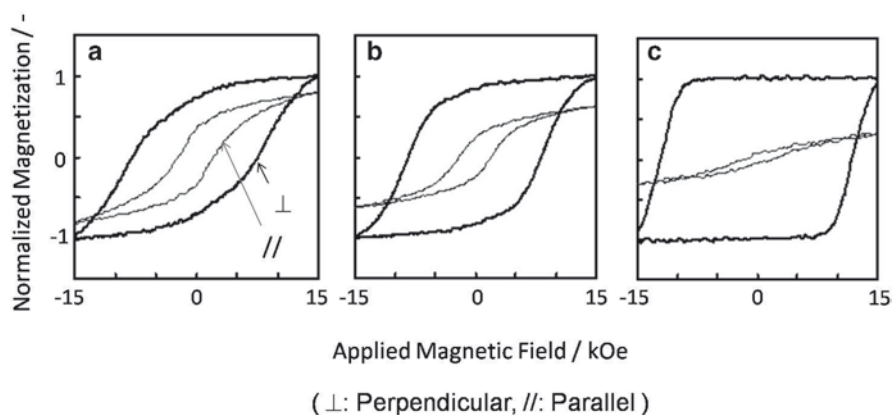 Normalized Magnetization / -
a
b
c
1
0
-1
⊥
//
-15 0 15
-15 0 15
-15 0 15
Applied Magnetic Field / kOe
( ⊥: Perpendicular, //: Parallel )